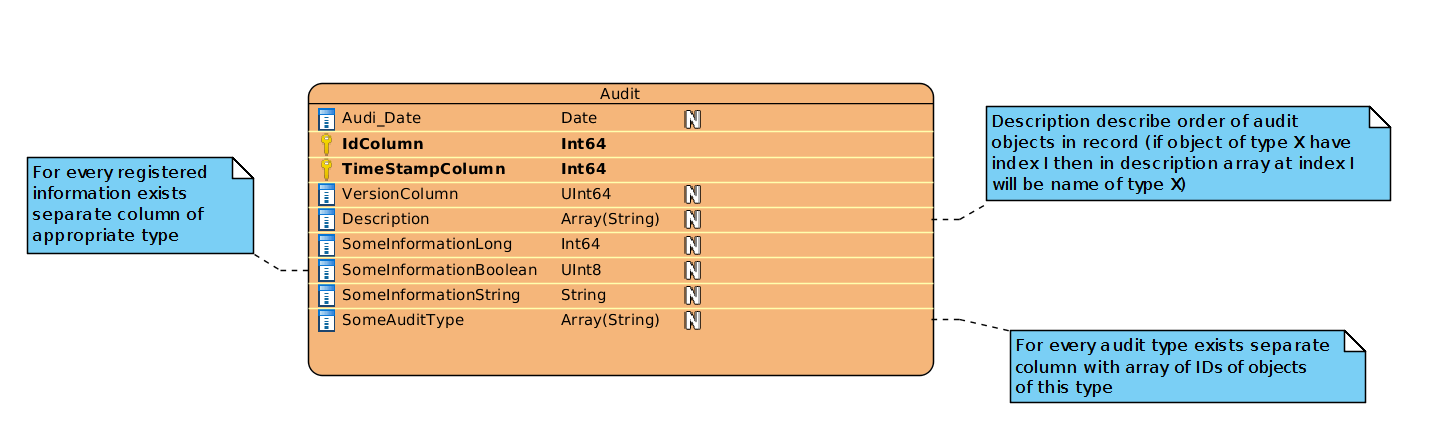 Audit
Audi_Date Date N
IdColumn Int64
TimeStampColumn Int64
VersionColumn UInt64 N
Description Array(String) N
SomeInformationLong Int64 N
SomeInformationBoolean UInt8 N
SomeInformationString String N
SomeAuditType Array(String) N
For every registered
information exists
separate column of
appropriate type
Description describe order of audit
objects in record (if object of type X have
index I then in description array at index I
will be name of type X)
For every audit type exists separate
column with array of IDs of objects
of this type